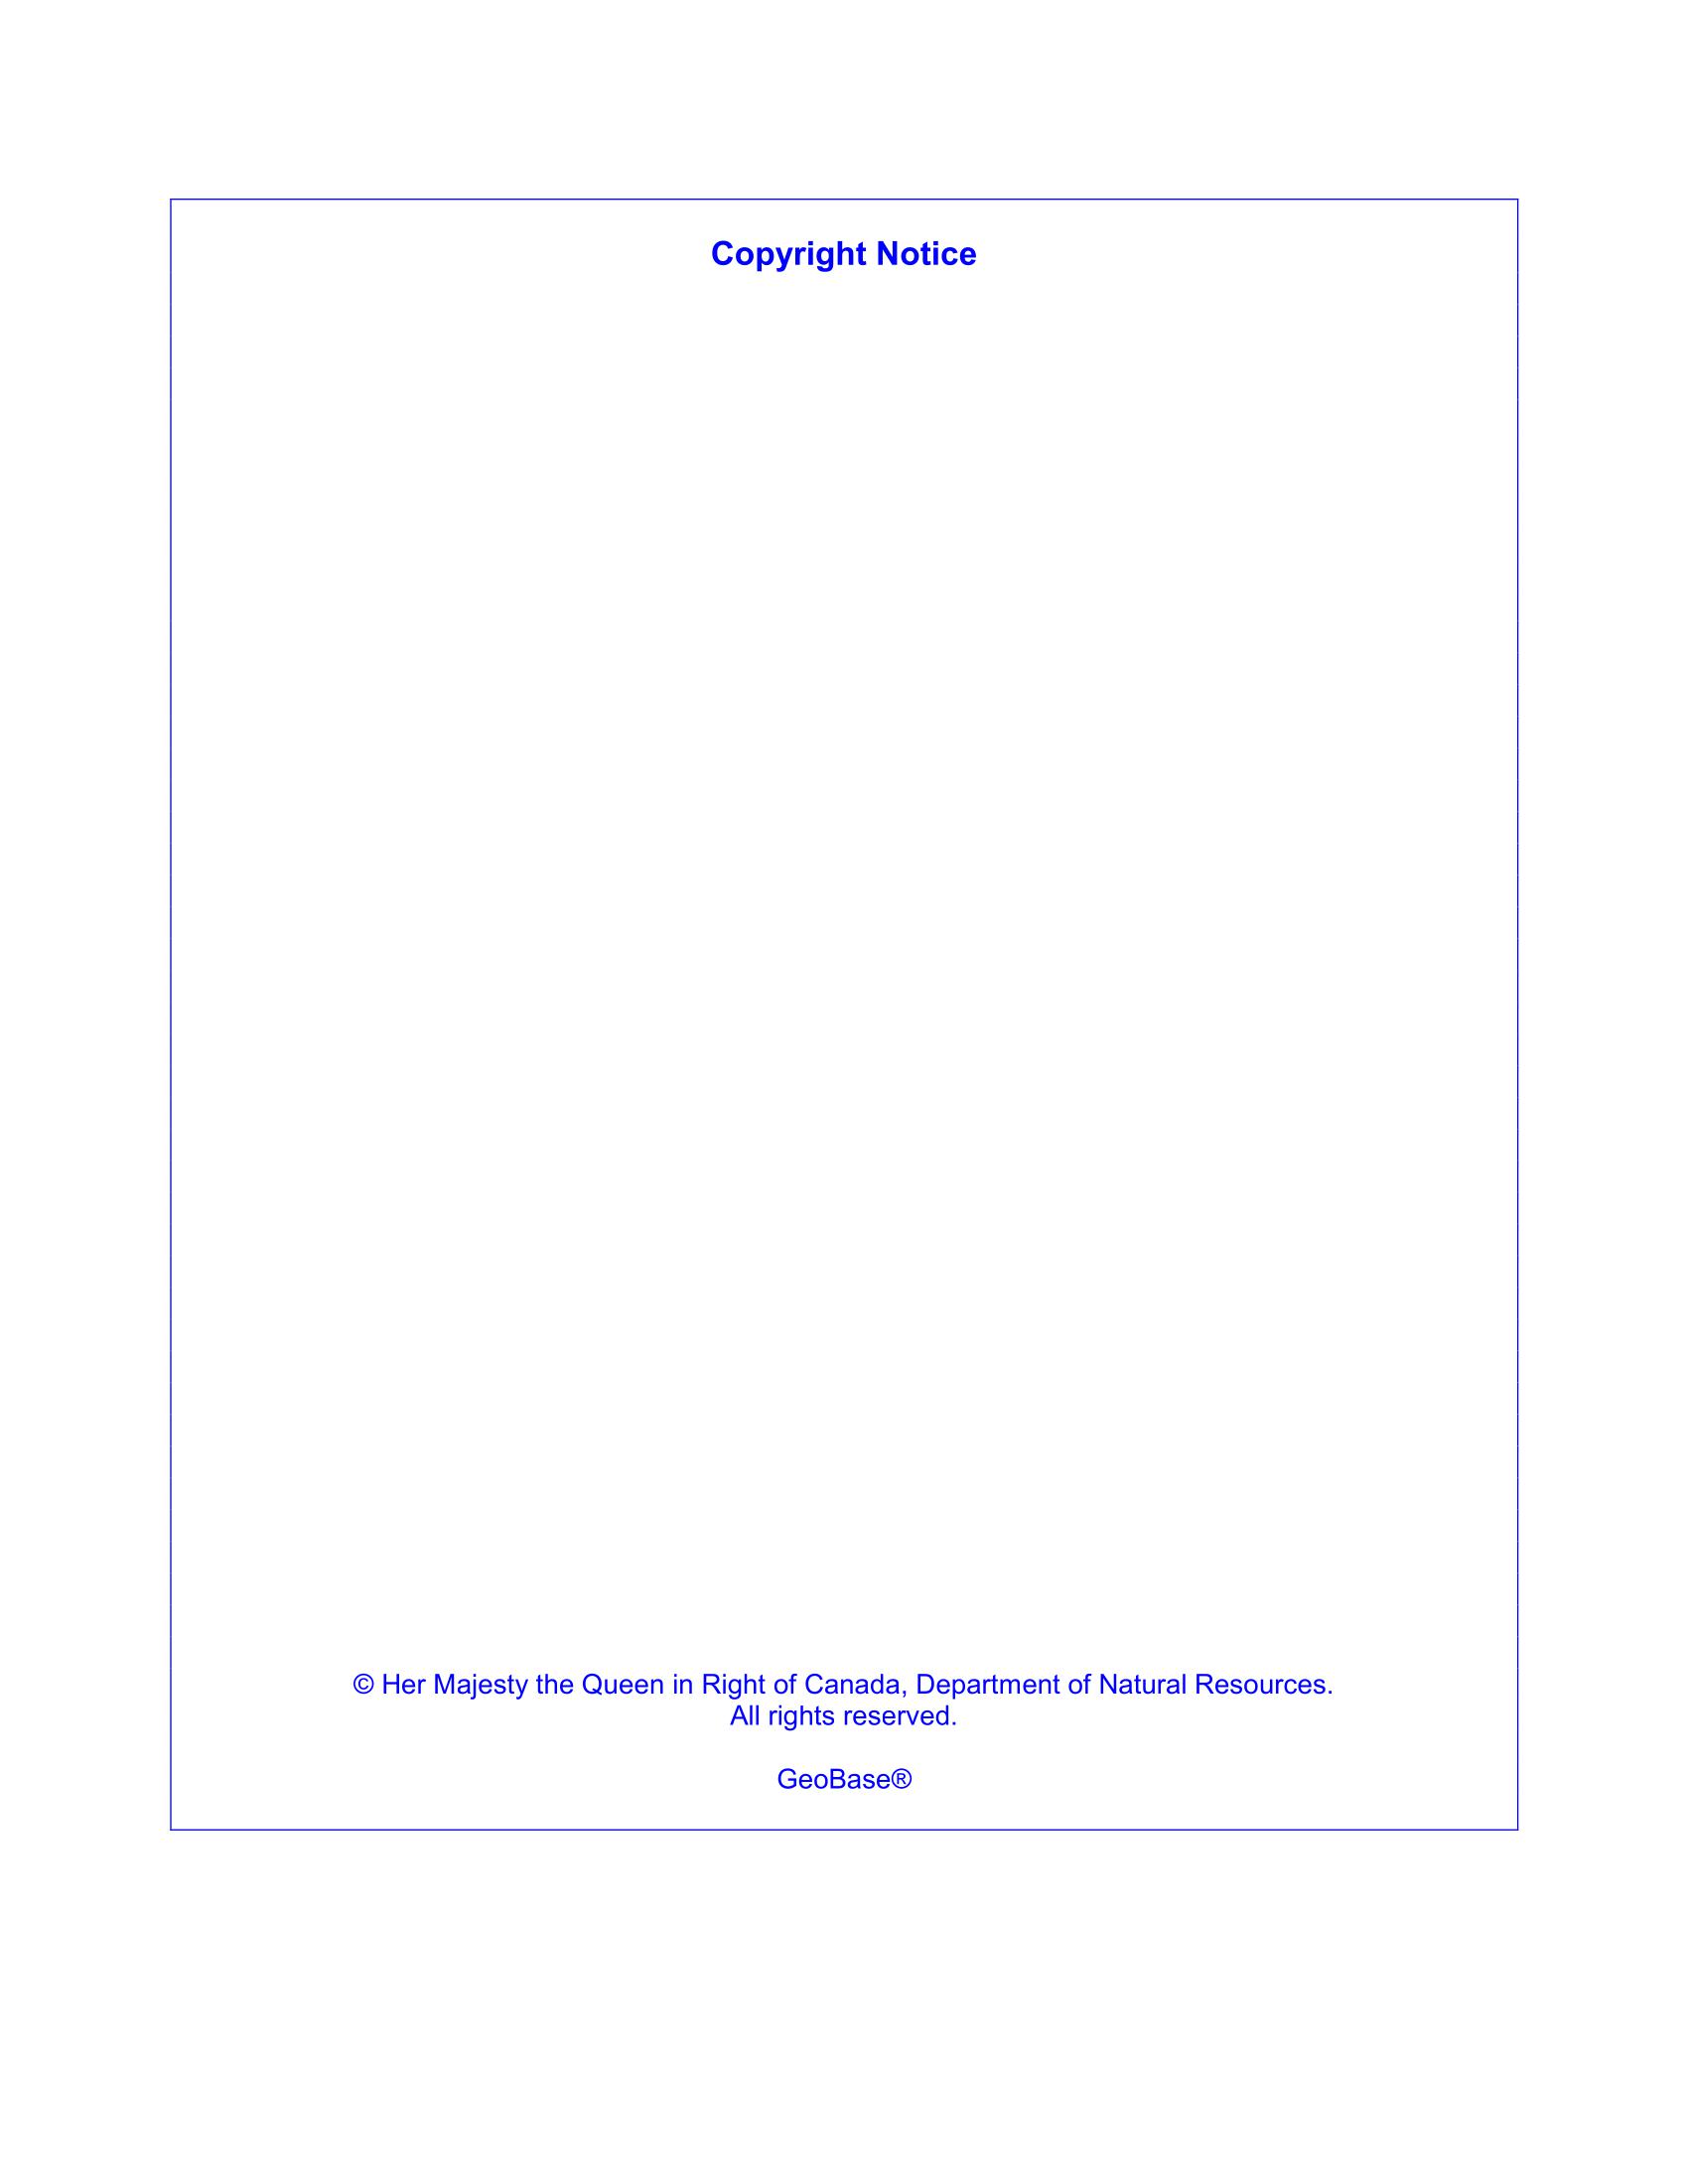 Copyright Notice
© Her Majesty the Queen in Right of Canada, Department of Natural Resources.
All rights reserved.
GeoBase®